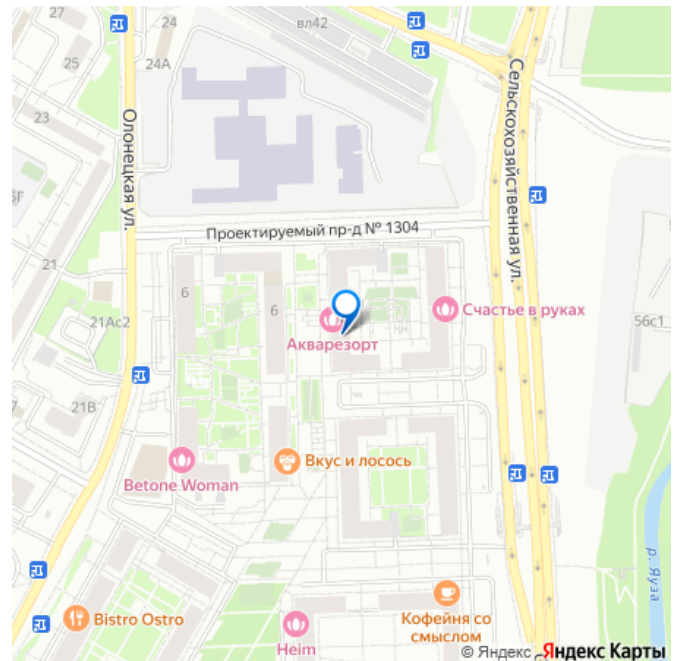 27
24
вл42
25
24А
23
Олонецкая ул.
Сельскохозяйственная ул.
Проектируемый пр-д № 1304
21
6
6
21Ас2
Счастье в руках
Акварезорт
56с1
21В
Вкус и лосось
Betone Woman
р. Яуза
Bistro Ostro
Кофейня со
смыслом
Heim
© Яндекс Яндекс Карты